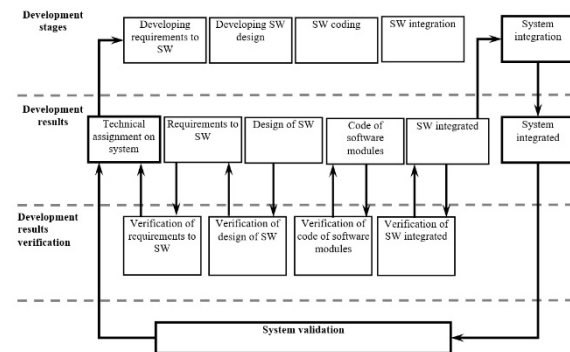 Development
stages
Developing
requirements to
SW
Developing SW
design
SW coding
SW integration
System
integration
Development
results
Technical
assignment on
system
Requirements to
SW
Design of SW
Code of
software
modules
SW integrated
System
integrated
Development
results
verification
Verification of
requirements to
SW
Verification of
design of SW
Verification of
code of software
modules
Verification of
SW integrated
System validation